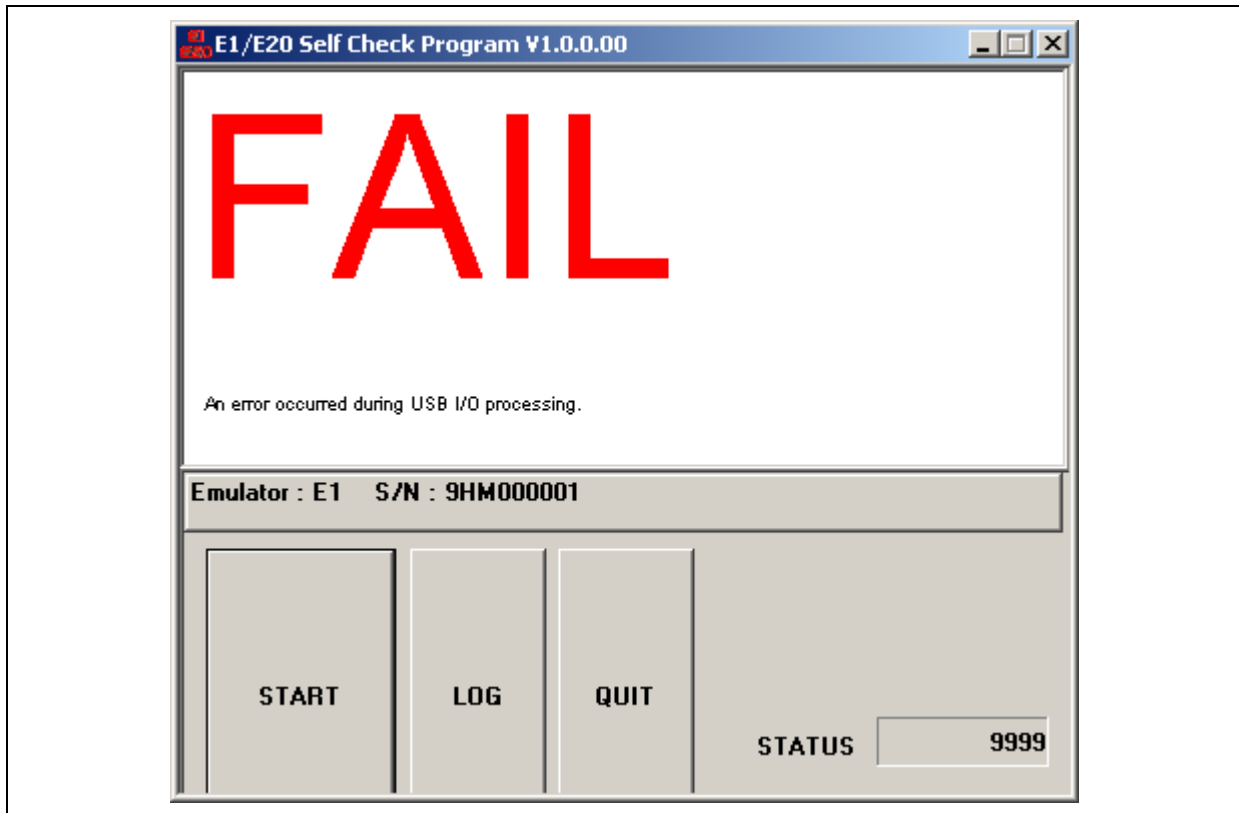 E1/E20 Self Check Program V1.0.0.00
FAIL
An error occurred during USB I/O processing.
Emulator : E1 S/N : 9HM000001
START LOG QUIT
STATUS 9999